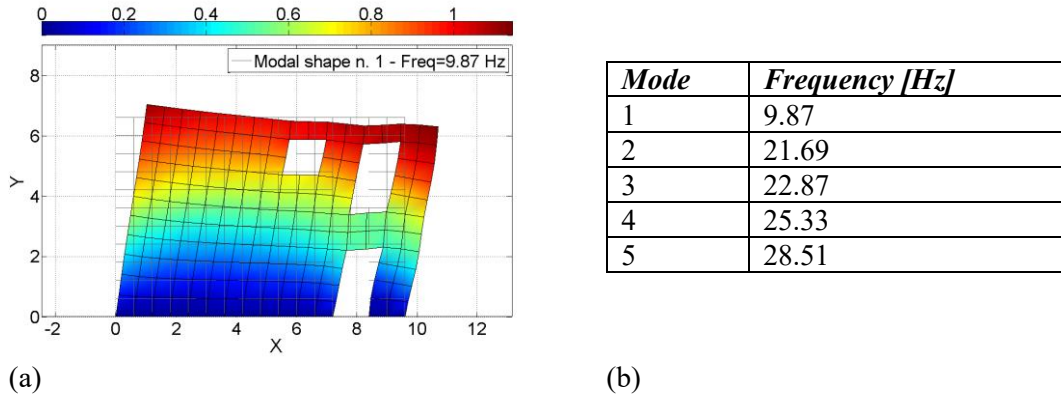 0 0.2 0.4 0.6 0.8 1
Modal shape n. 1 - Freq=9.87 Hz
8
6
4
2
0
Y
-2 0 2 4 6 8 10 12
X
(a)
Mode Frequency [Hz]
1 9.87
2 21.69
3 22.87
4 25.33
5 28.51
(b)